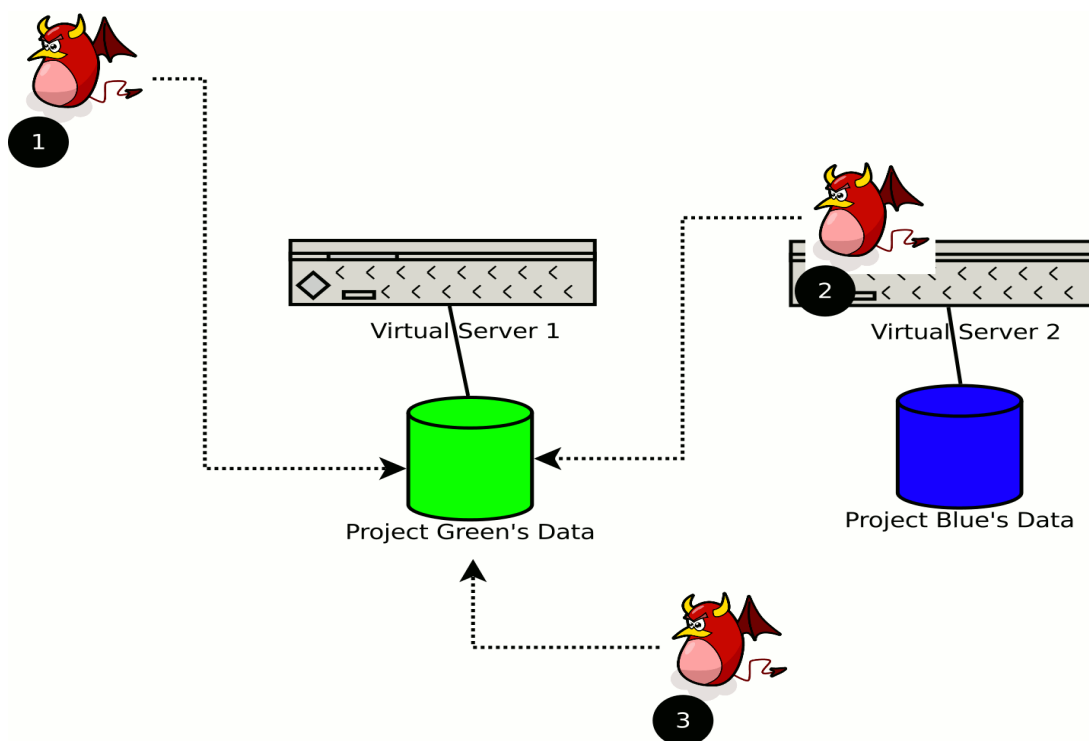 1
2
Virtual Server 1
Virtual Server 2
Project Green's Data
Project Blue's Data
3